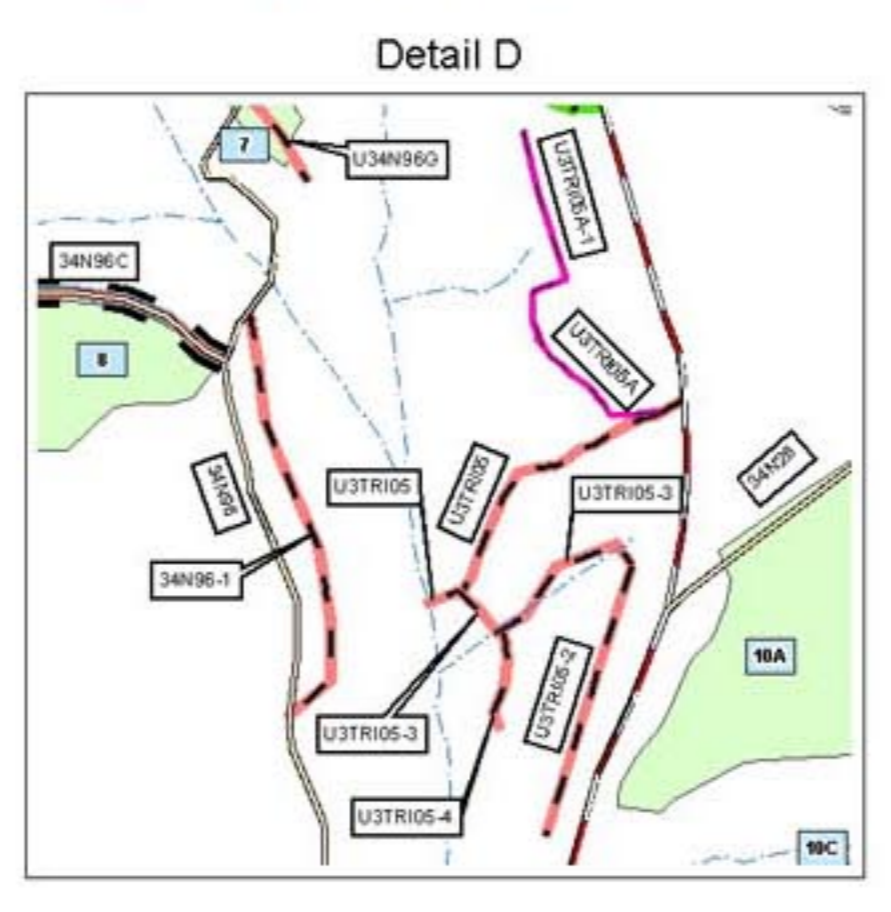 Detail D
7
U34N96G
U3TRI05A-1
34N96C
8
U3TRI05A
34N96
U3TRI05
U3TRI05
U3TRI05-3
34N28
34N96-1
10A
U3TRI05-2
U3TRI05-3
U3TRI05-4
10C